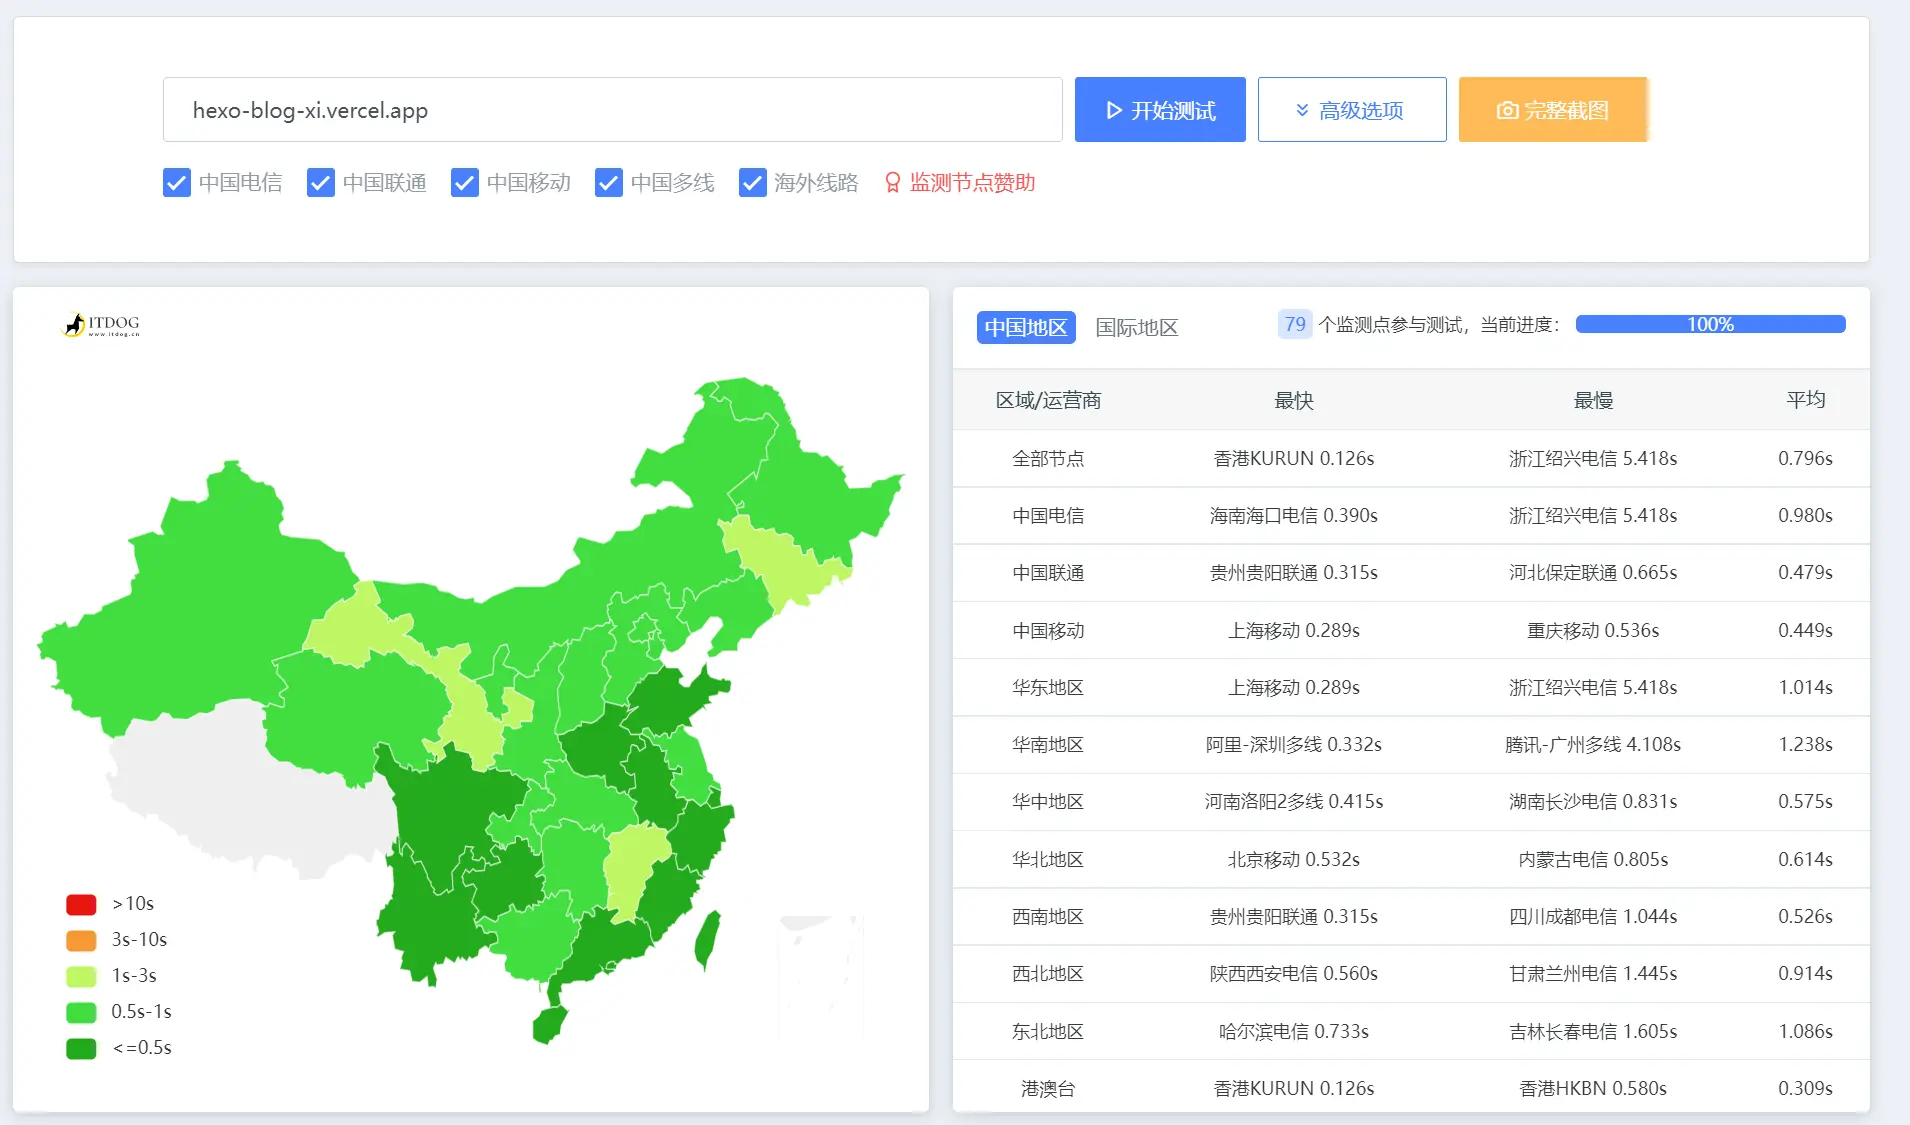 hexo-blog-xi.vercel.app
开始测试
高级选项
完整截图
中国电信 中国联通 中国移动 中国多线 海外线路 监测节点赞助
ITDOG
www.itdog.cn
>10s
3s-10s
1s-3s
0.5s-1s
<=0.5s
中国地区 国际地区 79 个监测点参与测试，当前进度： 100%
区域/运营商 最快 最慢 平均
全部节点 香港KURUN 0.126s 浙江绍兴电信 5.418s 0.796s
中国电信 海南海口电信 0.390s 浙江绍兴电信 5.418s 0.980s
中国联通 贵州贵阳联通 0.315s 河北保定联通 0.665s 0.479s
中国移动 上海移动 0.289s 重庆移动 0.536s 0.449s
华东地区 上海移动 0.289s 浙江绍兴电信 5.418s 1.014s
华南地区 阿里-深圳多线 0.332s 腾讯-广州多线 4.108s 1.238s
华中地区 河南洛阳2多线 0.415s 湖南长沙电信 0.831s 0.575s
华北地区 北京移动 0.532s 内蒙古电信 0.805s 0.614s
西南地区 贵州贵阳联通 0.315s 四川成都电信 1.044s 0.526s
西北地区 陕西西安电信 0.560s 甘肃兰州电信 1.445s 0.914s
东北地区 哈尔滨电信 0.733s 吉林长春电信 1.605s 1.086s
港澳台 香港KURUN 0.126s 香港HKBN 0.580s 0.309s